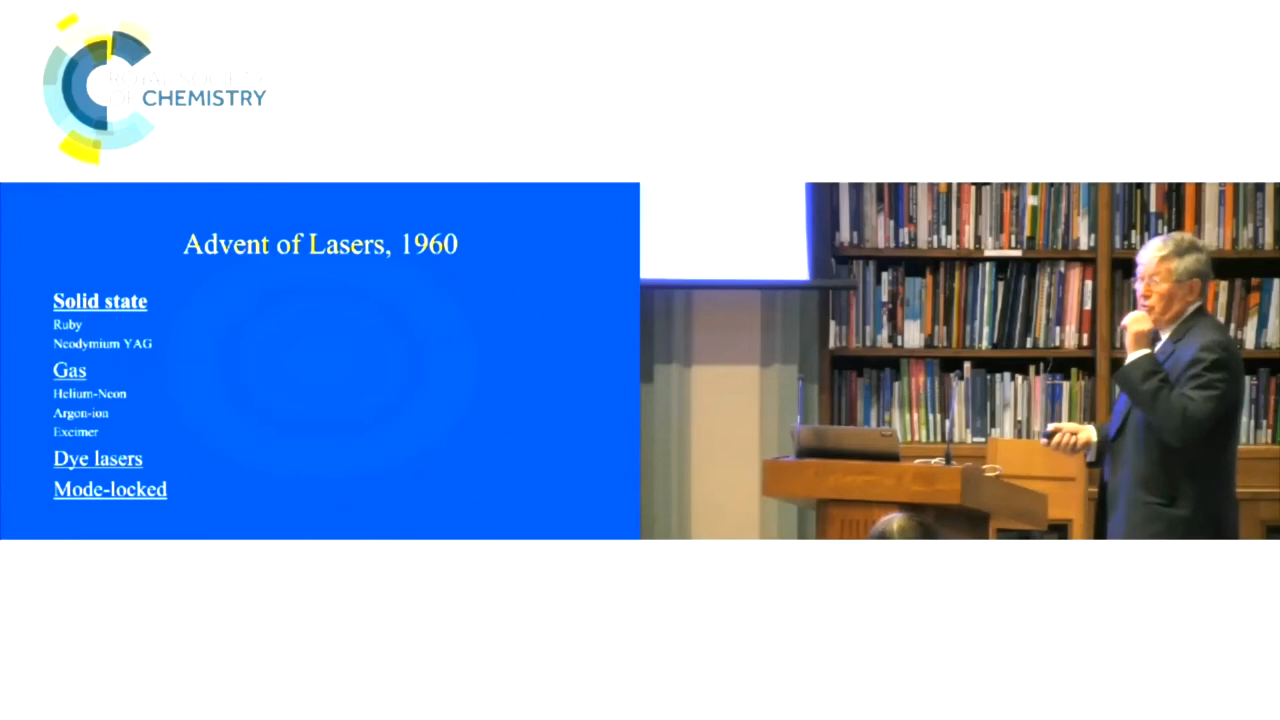 ROYAL SOCIETY
OF CHEMISTRY
Advent of Lasers, 1960
Solid state
Ruby
Neodymium YAG
Gas
Helium-Neon
Argon-ion
Excimer
Dye lasers
Mode-locked